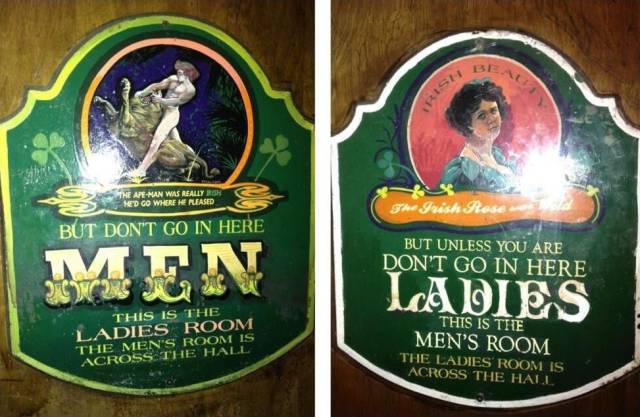 THE APE-MAN WAS REALLY IRISH
HE'D GO WHERE HE PLEASED
BUT DON'T GO IN HERE
MEN
THIS IS THE
LADIES ROOM
THE MEN'S ROOM IS
ACROSS THE HALL
IRISH BEAUTY
The Irish Rose
BUT UNLESS YOU ARE
DON'T GO IN HERE
LADIES
THIS IS THE
MEN'S ROOM
THE LADIES' ROOM IS
ACROSS THE HALL